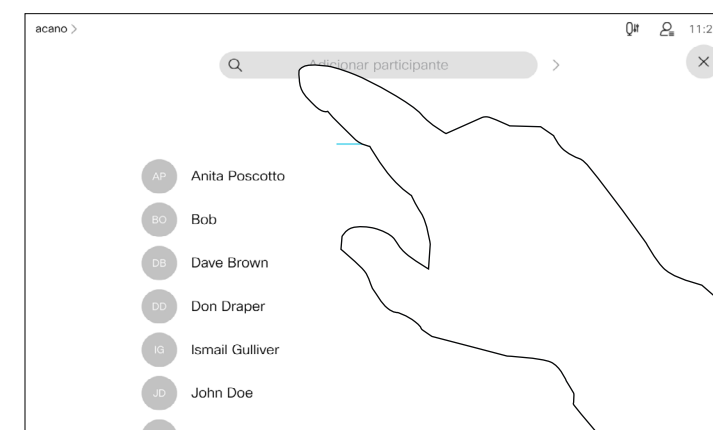 acano >
11:2
Adicionar participante
AP Anita Poscotto
BO Bob
DB Dave Brown
DD Don Draper
IG Ismail Gulliver
JD John Doe